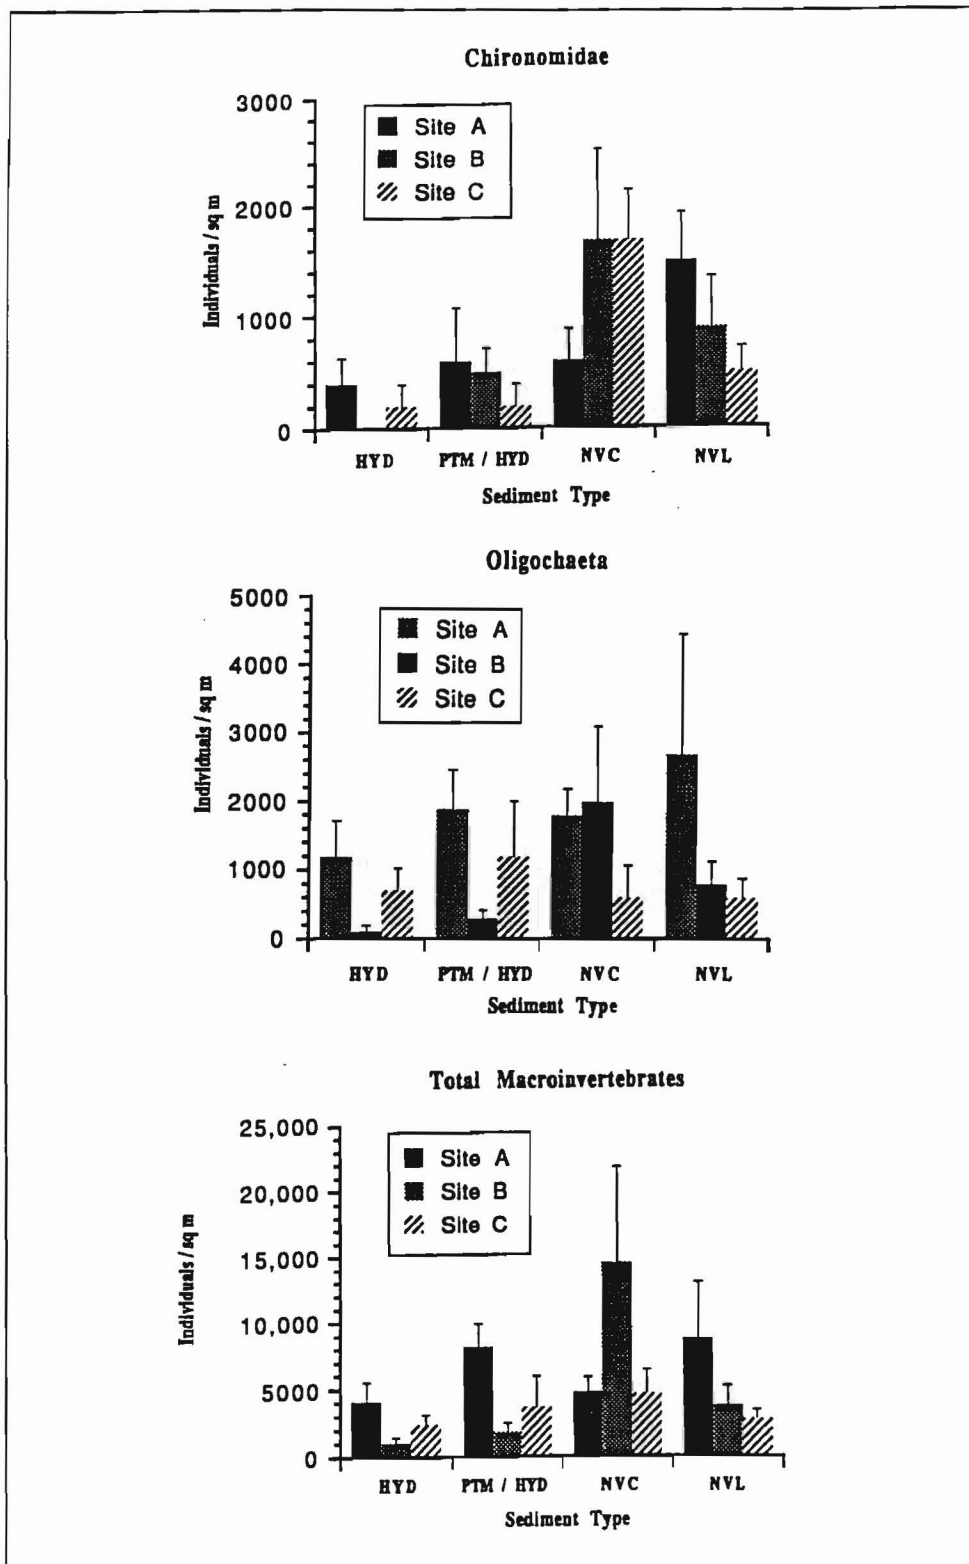 Chironomidae
3000
2000
1000
0
Individuals/sq m
Site A
Site B
Site C
HYD PTM / HYD NVC NVL
Sediment Type
Oligochaeta
5000
4000
3000
2000
1000
0
Individuals/sq m
Site A
Site B
Site C
HYD PTM / HYD NVC NVL
Sediment Type
Total Macroinvertebrates
25,000
20,000
15,000
10,000
5000
0
Individuals/sq m
Site A
Site B
Site C
HYD PTM / HYD NVC NVL
Sediment Type